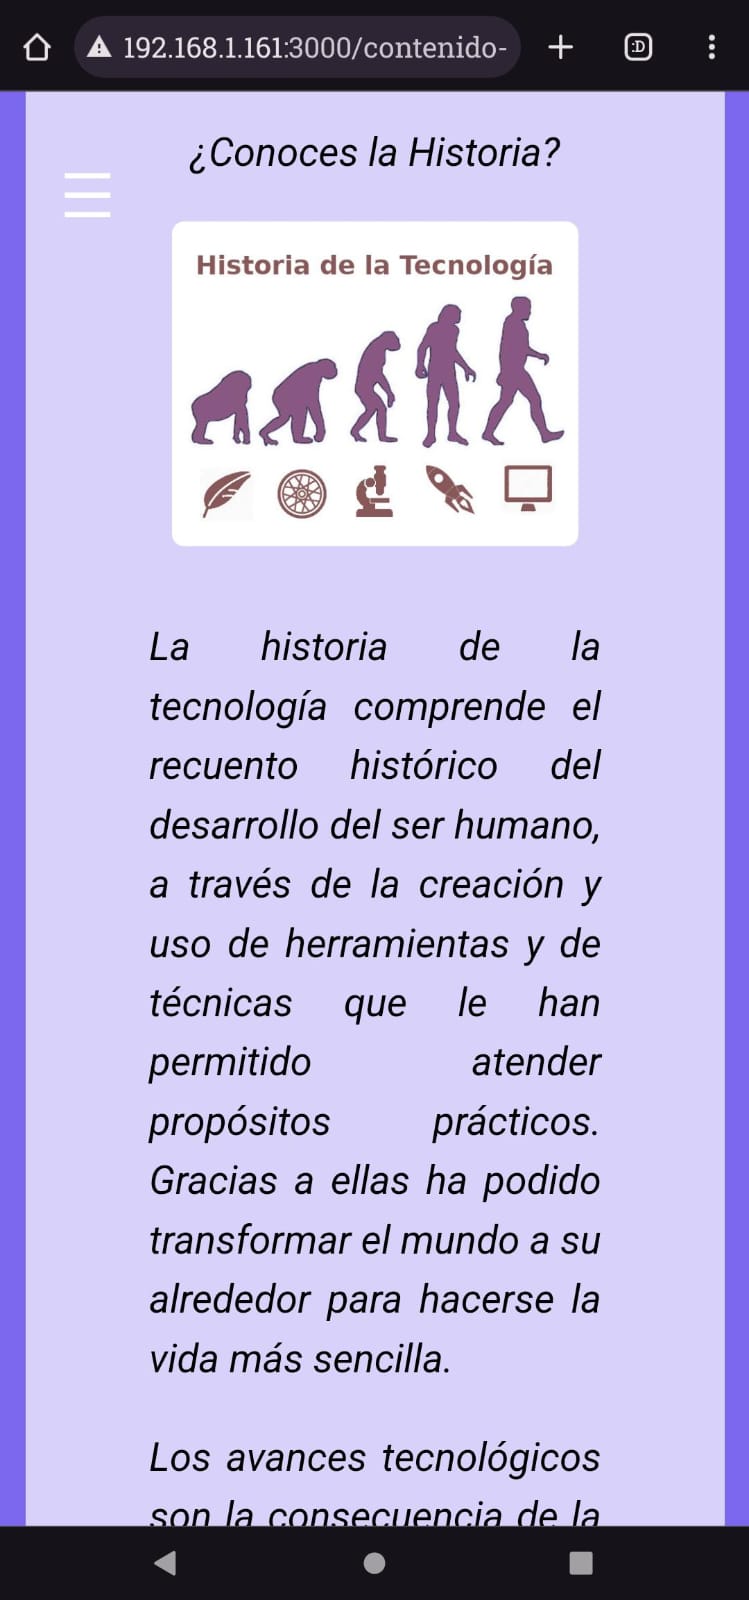 192.168.1.161:3000/contenido-
:D
¿Conoces la Historia?
Historia de la Tecnología
La historia de la
tecnología comprende el
recuento histórico del
desarrollo del ser humano,
a través de la creación y
uso de herramientas y de
técnicas que le han
permitido atender
propósitos prácticos.
Gracias a ellas ha podido
transformar el mundo a su
alrededor para hacerse la
vida más sencilla.
Los avances tecnológicos
son la consecuencia de la